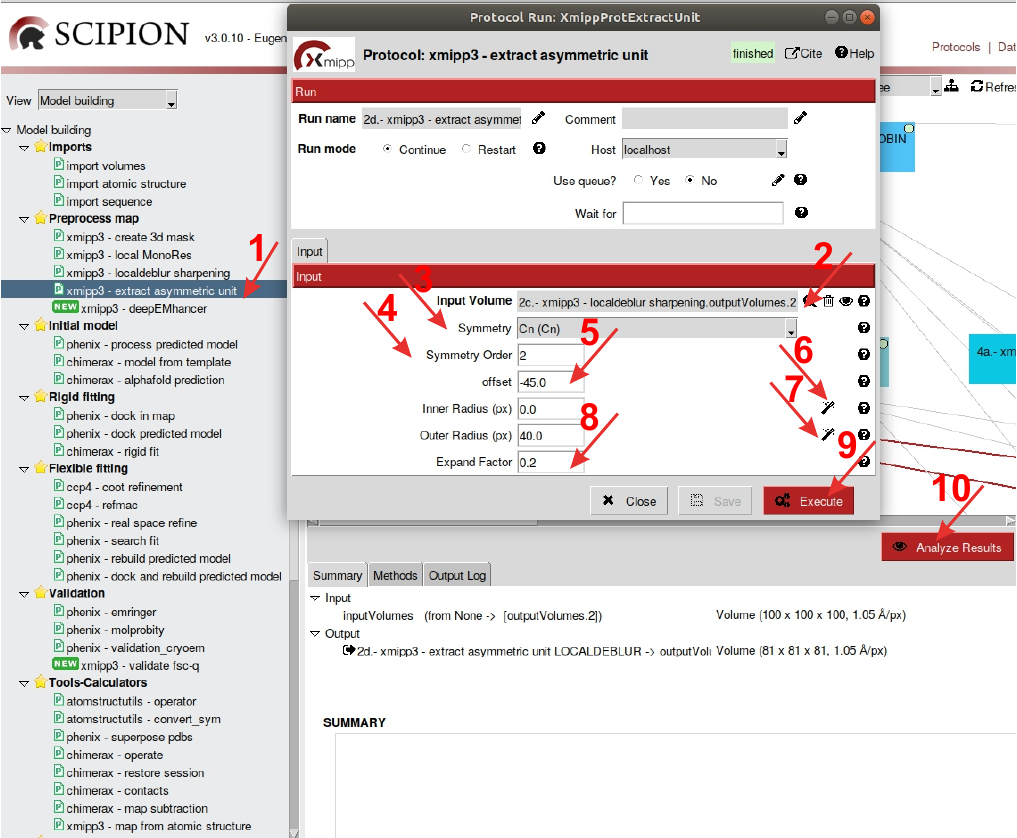 SCIPION v3.0.10 - Eugen
Protocols | Dat
View Model building
Refres
Model building
Imports
import volumes
import atomic structure
import sequence
Preprocess map
xmipp3 - create 3d mask
xmipp3 - local MonoRes
xmipp3 - localdeblur sharpening
xmipp3 - extract asymmetric unit
NEW xmipp3 - deepEMhancer
Initial model
phenix - process predicted model
chimerax - model from template
chimerax - alphafold prediction
Rigid fitting
phenix - dock in map
phenix - dock predicted model
chimerax - rigid fit
Flexible fitting
ccp4 - coot refinement
ccp4 - refmac
phenix - real space refine
phenix - search fit
phenix - rebuild predicted model
phenix - dock and rebuild predicted model
Validation
phenix - emringer
phenix - molprobity
phenix - validation_cryoem
NEW xmipp3 - validate fsc-q
Tools-Calculators
atomstructutils - operator
atomstructutils - convert_sym
phenix - superpose pdbs
chimerax - operate
chimerax - restore session
chimerax - contacts
chimerax - map subtraction
xmipp3 - map from atomic structure
Protocol Run: XmippProtExtractUnit
Xmipp Protocol: xmipp3 - extract asymmetric unit finished Cite Help
Run
Run name 2d.- xmipp3 - extract asymmet Comment
Run mode Continue Restart Host localhost
Use queue? Yes No
Wait for
Input
Input
Input Volume 2c.- xmipp3 - localdeblur sharpening.outputVolumes.2
Symmetry Cn (Cn)
Symmetry Order 2
offset -45.0
Inner Radius (px) 0.0
Outer Radius (px) 40.0
Expand Factor 0.2
Close Save Execute
1
2
3
4
5
6
7
8
9
10
ee
OBIN
4a.- xm
Analyze Results
Summary Methods Output Log
Input
inputVolumes (from None -> [outputVolumes.2]) Volume (100 x 100 x 100, 1.05 Å/px)
Output
2d.- xmipp3 - extract asymmetric unit LOCALDEBLUR -> outputVolu Volume (81 x 81 x 81, 1.05 Å/px)
SUMMARY